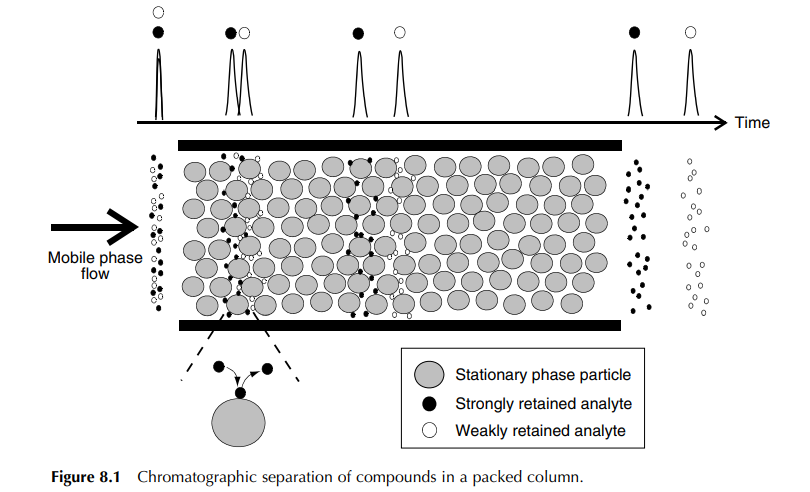 Time
Mobile phase
flow
Stationary phase particle
Strongly retained analyte
Weakly retained analyte
Figure 8.1 Chromatographic separation of compounds in a packed column.